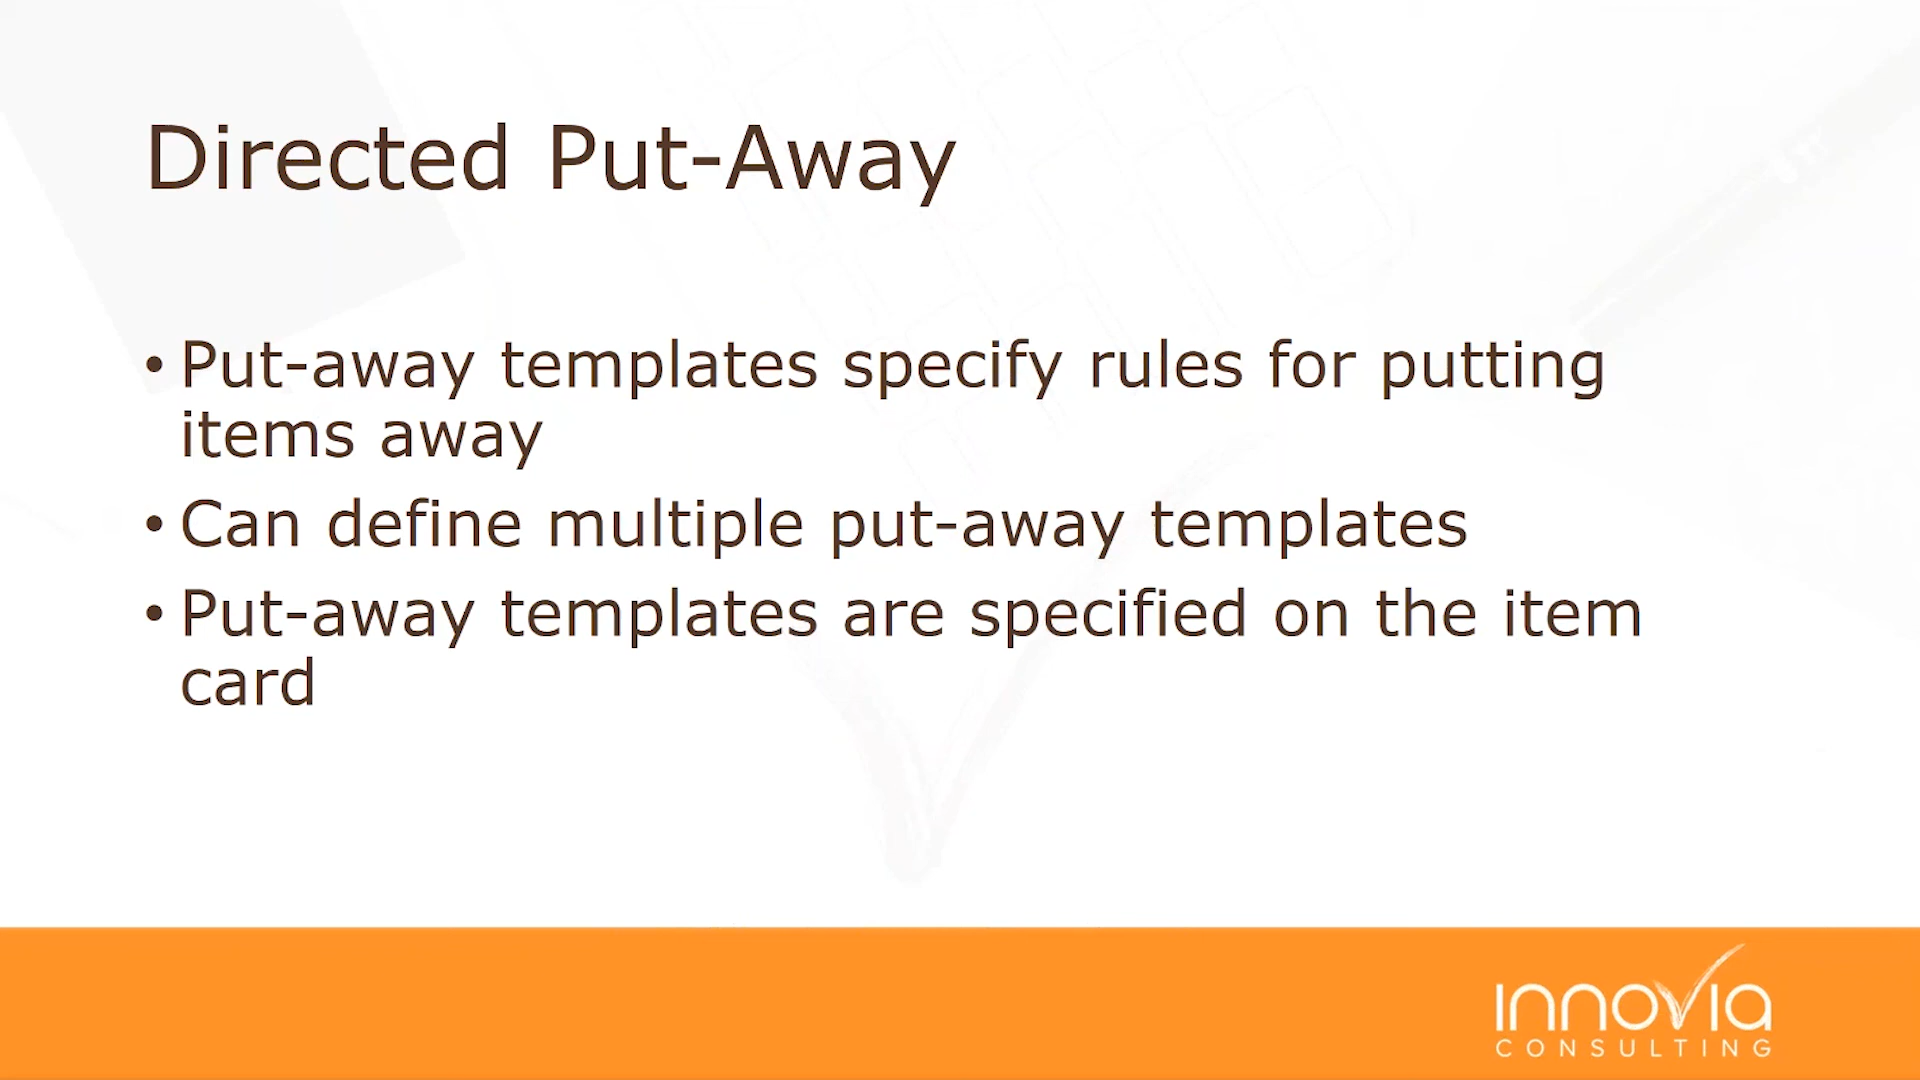 Directed Put-Away
• Put-away templates specify rules for putting
items away
• Can define multiple put-away templates
• Put-away templates are specified on the item
card
innovia
CONSULTING